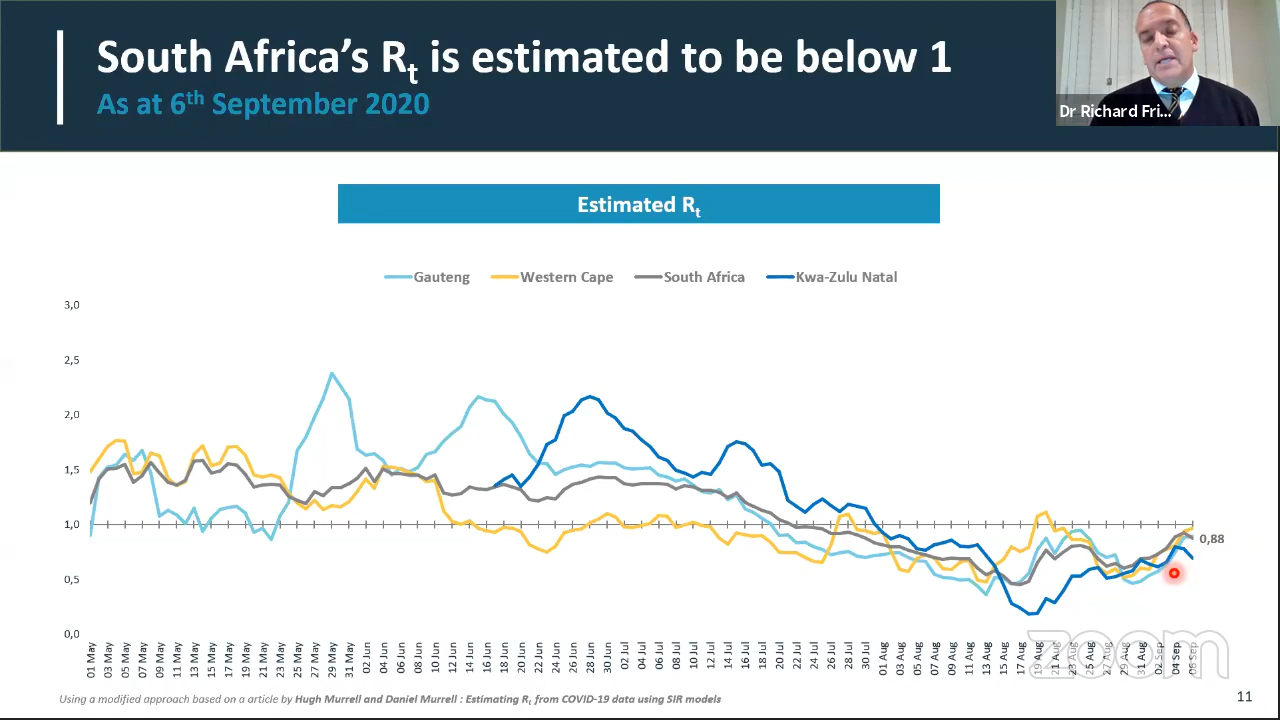 South Africa's Rt is estimated to be below 1
As at 6th September 2020
Dr Richard Fri...
Estimated Rt
Gauteng Western Cape South Africa Kwa-Zulu Natal
3,0
2,5
2,0
1,5
1,0
0,5
0,0
0,88
01 May 03 May 05 May 07 May 09 May 11 May 13 May 15 May 17 May 19 May 21 May 23 May 25 May 27 May 29 May 31 May 02 Jun 04 Jun 06 Jun 08 Jun 10 Jun 12 Jun 14 Jun 16 Jun 18 Jun 20 Jun 22 Jun 24 Jun 26 Jun 28 Jun 30 Jun 02 Jul 04 Jul 06 Jul 08 Jul 10 Jul 12 Jul 14 Jul 16 Jul 18 Jul 20 Jul 22 Jul 24 Jul 26 Jul 28 Jul 30 Jul 01 Aug 03 Aug 05 Aug 07 Aug 09 Aug 11 Aug 13 Aug 15 Aug 17 Aug 19 Aug 21 Aug 23 Aug 25 Aug 27 Aug 29 Aug 31 Aug 02 Sep 04 Sep 06 Sep
zoom
Using a modified approach based on a article by Hugh Murrell and Daniel Murrell : Estimating Rt from COVID-19 data using SIR models
11